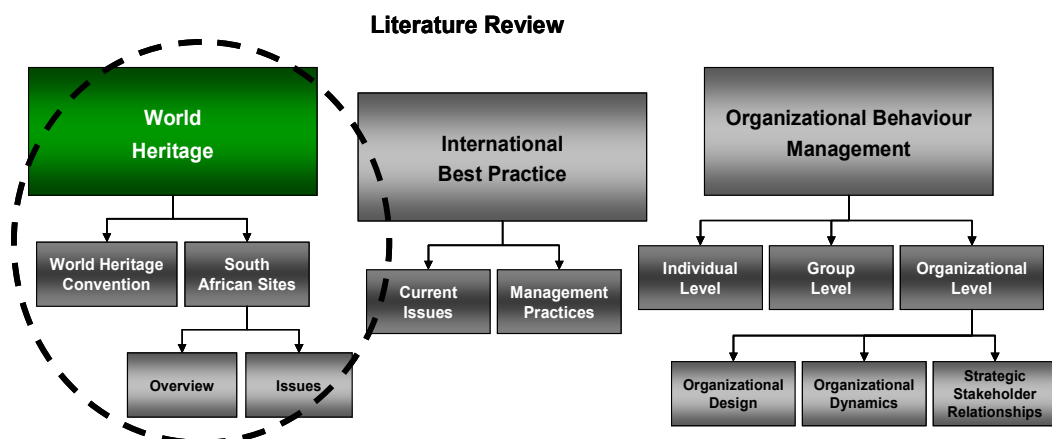 Literature Review
World
Heritage
International
Best Practice
Organizational Behaviour
Management
World Heritage
Convention
South
African Sites
Current
Issues
Management
Practices
Individual
Level
Group
Level
Organizational
Level
Overview
Issues
Organizational
Design
Organizational
Dynamics
Strategic
Stakeholder
Relationships